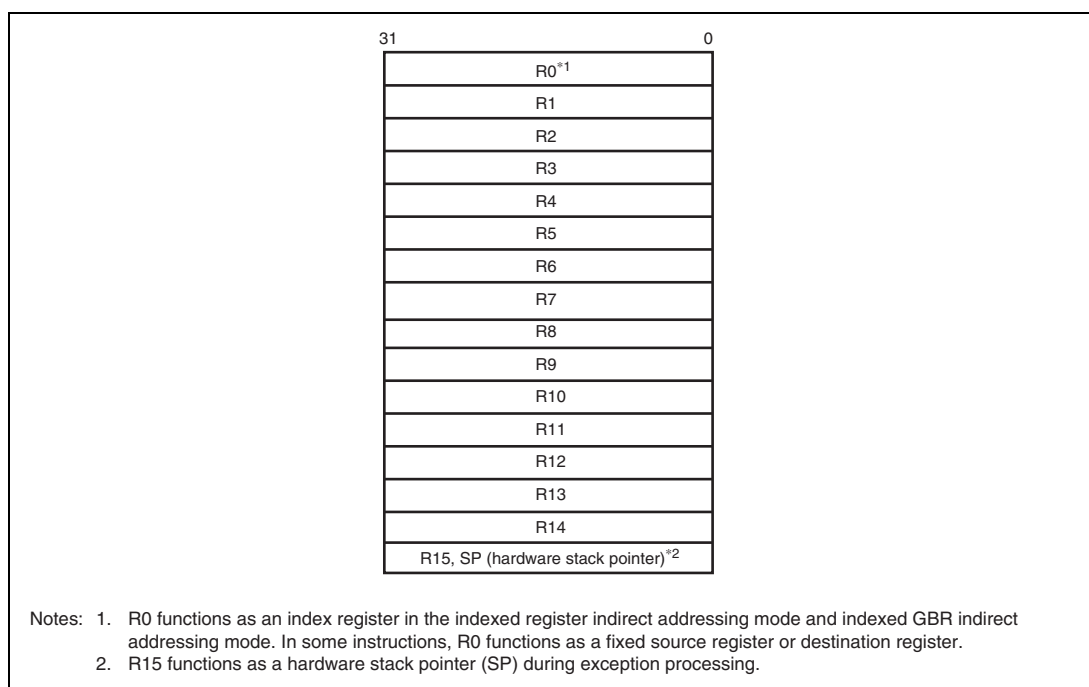 31 0
R0*1
R1
R2
R3
R4
R5
R6
R7
R8
R9
R10
R11
R12
R13
R14
R15, SP (hardware stack pointer)*2
Notes: 1. R0 functions as an index register in the indexed register indirect addressing mode and indexed GBR indirect
addressing mode. In some instructions, R0 functions as a fixed source register or destination register.
2. R15 functions as a hardware stack pointer (SP) during exception processing.